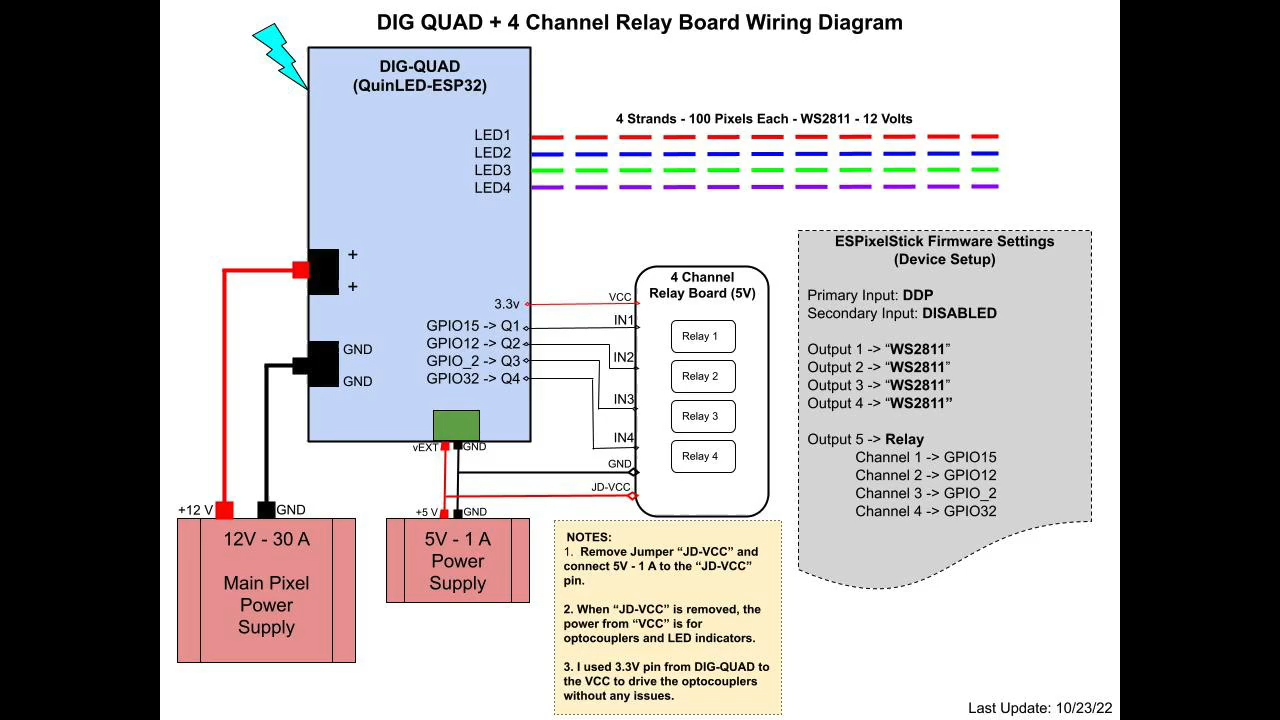 DIG QUAD + 4 Channel Relay Board Wiring Diagram
DIG-QUAD
(QuinLED-ESP32)
4 Strands - 100 Pixels Each - WS2811 - 12 Volts
LED1
LED2
LED3
LED4
+
+
GND
GND
3.3v
GPIO15 -> Q1
GPIO12 -> Q2
GPIO_2 -> Q3
GPIO32 -> Q4
vEXT
GND
4 Channel
Relay Board (5V)
VCC
IN1
IN2
IN3
IN4
GND
JD-VCC
Relay 1
Relay 2
Relay 3
Relay 4
ESPixelStick Firmware Settings
(Device Setup)
Primary Input: DDP
Secondary Input: DISABLED
Output 1 -> “WS2811”
Output 2 -> “WS2811”
Output 3 -> “WS2811”
Output 4 -> “WS2811”
Output 5 -> Relay
Channel 1 -> GPIO15
Channel 2 -> GPIO12
Channel 3 -> GPIO_2
Channel 4 -> GPIO32
+12 V
GND
12V - 30 A
Main Pixel
Power
Supply
+5 V
GND
5V - 1 A
Power
Supply
NOTES:
1. Remove Jumper “JD-VCC” and
connect 5V - 1 A to the “JD-VCC”
pin.
2. When “JD-VCC” is removed, the
power from “VCC” is for
optocouplers and LED indicators.
3. I used 3.3V pin from DIG-QUAD to
the VCC to drive the optocouplers
without any issues.
Last Update: 10/23/22